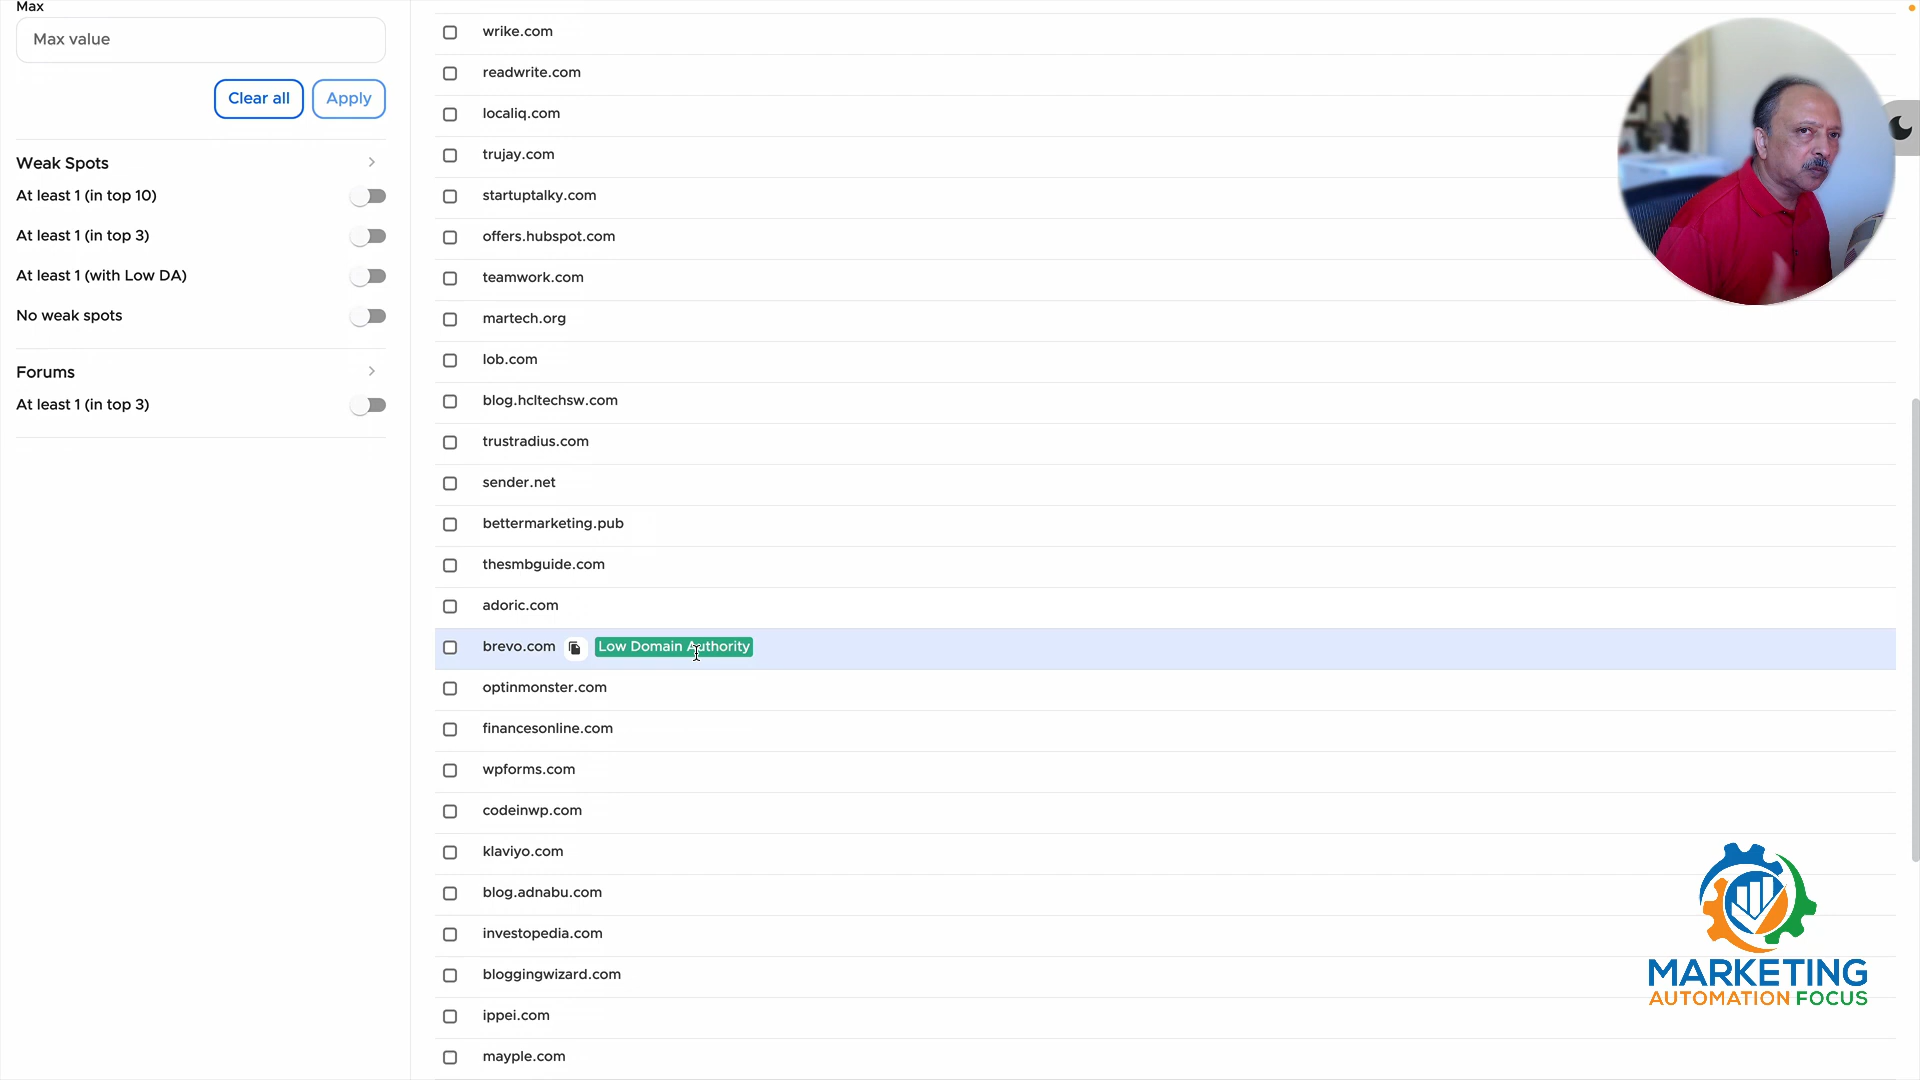 Max
Max value
Clear all
Apply
Weak Spots
At least 1 (in top 10)
At least 1 (in top 3)
At least 1 (with Low DA)
No weak spots
Forums
At least 1 (in top 3)
wrike.com
readwrite.com
localiq.com
trujay.com
startuptalky.com
offers.hubspot.com
teamwork.com
martech.org
lob.com
blog.hcltechsw.com
trustradius.com
sender.net
bettermarketing.pub
thesmbguide.com
adoric.com
brevo.com Low Domain Authority
optinmonster.com
financesonline.com
wpforms.com
codeinwp.com
klaviyo.com
blog.adnabu.com
investopedia.com
bloggingwizard.com
ippei.com
mayple.com
MARKETING
AUTOMATION FOCUS